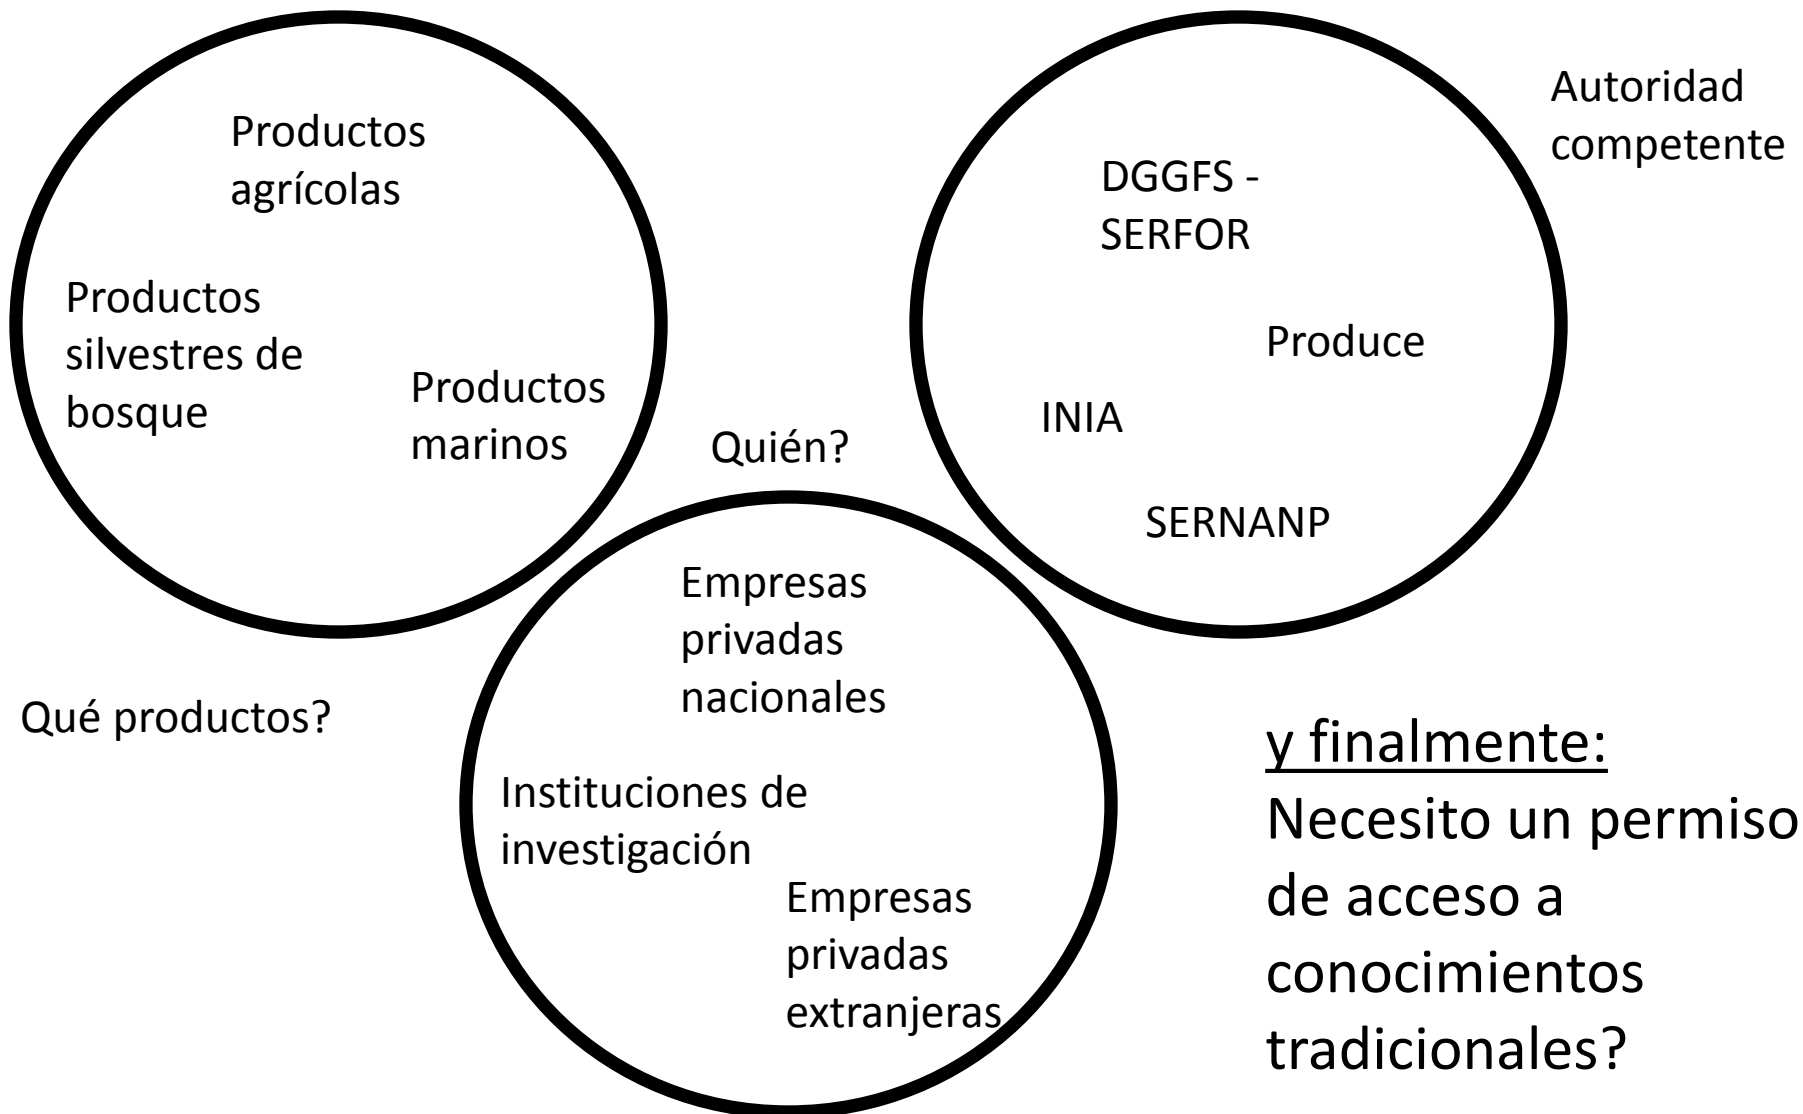 Productos
agrícolas
Productos
silvestres de
bosque
Productos
marinos
Qué productos?
Quién?
Empresas
privadas
nacionales
Instituciones de
investigación
Empresas
privadas
extranjeras
Autoridad
competente
DGGFS -
SERFOR
Produce
INIA
SERNANP
y finalmente:
Necesito un permiso
de acceso a
conocimientos
tradicionales?